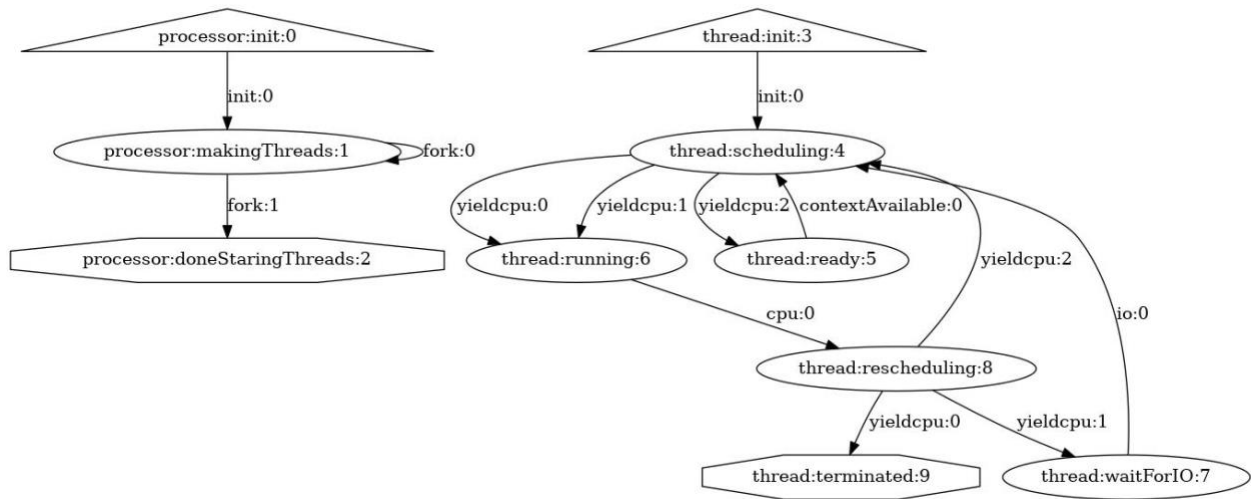 processor:init:0
thread:init:3
init:0
init:0
processor:makingThreads:1
fork:0
thread:scheduling:4
fork:1
yieldcpu:0
yieldcpu:1
yieldcpu:2
contextAvailable:0
processor:doneStaringThreads:2
thread:running:6
thread:ready:5
yieldcpu:2
cpu:0
io:0
thread:rescheduling:8
yieldcpu:0
yieldcpu:1
thread:terminated:9
thread:waitForIO:7